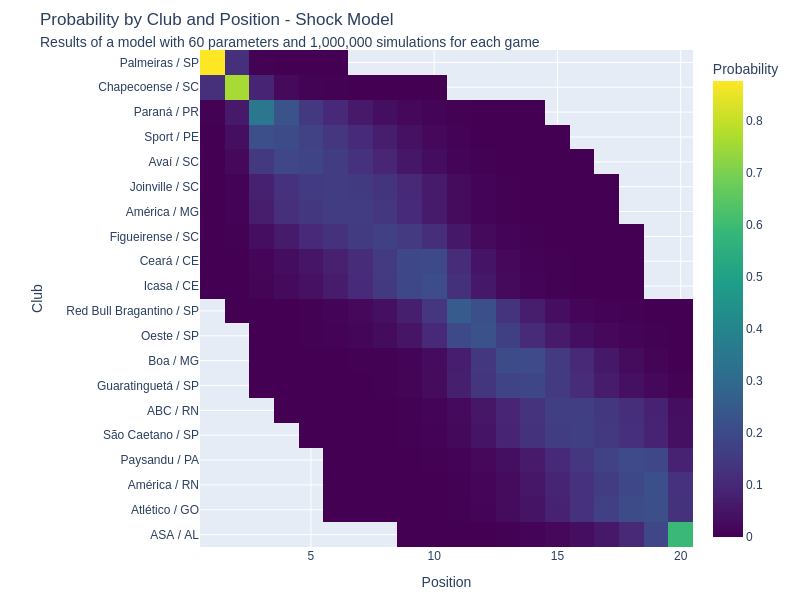 Probability by Club and Position - Shock Model
Results of a model with 60 parameters and 1,000,000 simulations for each game
Probability
Club
Palmeiras / SP
Chapecoense / SC
Paraná / PR
Sport / PE
Avaí / SC
Joinville / SC
América / MG
Figueirense / SC
Ceará / CE
Icasa / CE
Red Bull Bragantino / SP
Oeste / SP
Boa / MG
Guaratinguetá / SP
ABC / RN
São Caetano / SP
Paysandu / PA
América / RN
Atlético / GO
ASA / AL
0.8
0.7
0.6
0.5
0.4
0.3
0.2
0.1
0
5 10 15 20
Position